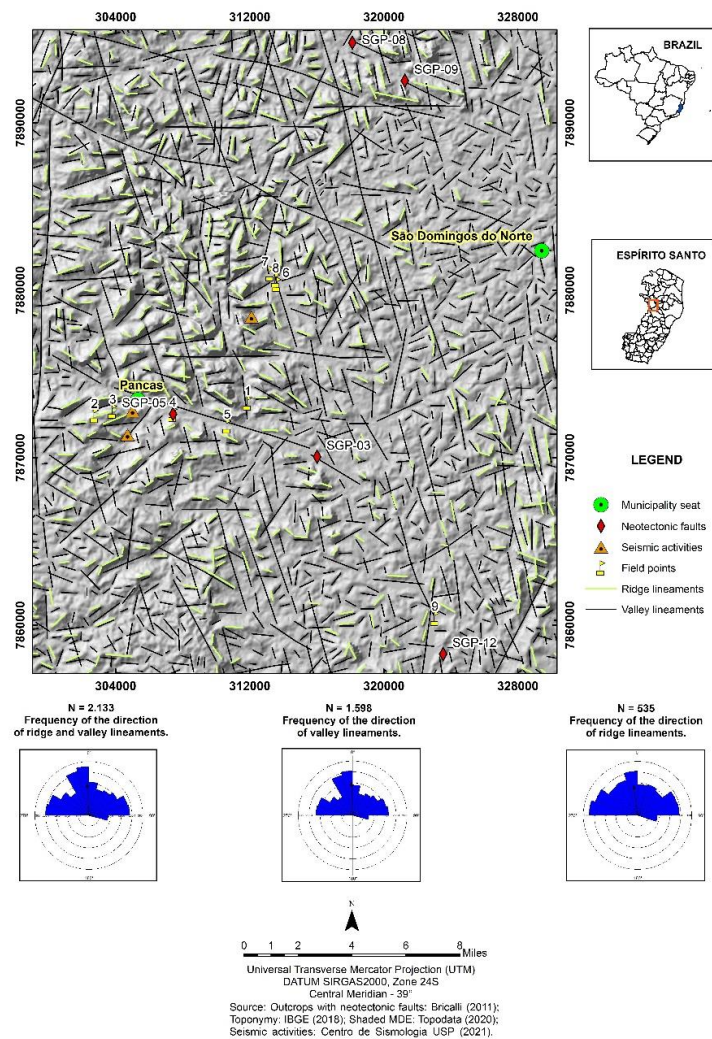 304000
312000
320000
328000
SGP-08
SGP-09
BRAZIL
7890000
7890000
São Domingos do Norte
ESPÍRITO SANTO
7
8
6
7880000
7880000
Pancas
SGP-05
2
3
4
1
5
SGP-03
7870000
7870000
LEGEND
Municipality seat
Neotectonic faults
Seismic activities
Field points
Ridge lineaments
Valley lineaments
9
SGP-12
7860000
7860000
304000
312000
320000
328000
N = 2.133
Frequency of the direction
of ridge and valley lineaments.
N = 1.598
Frequency of the direction
of valley lineaments.
N = 535
Frequency of the direction
of ridge lineaments.
N
0 1 2 4 6 8
Miles
Universal Transverse Mercator Projection (UTM)
DATUM SIRGAS2000, Zone 24S
Central Meridian - 39°
Source: Outcrops with neotectonic faults: Bricalli (2011);
Toponymy: IBGE (2018); Shaded MDE: Topodata (2020);
Seismic activities: Centro de Sismologia USP (2021).